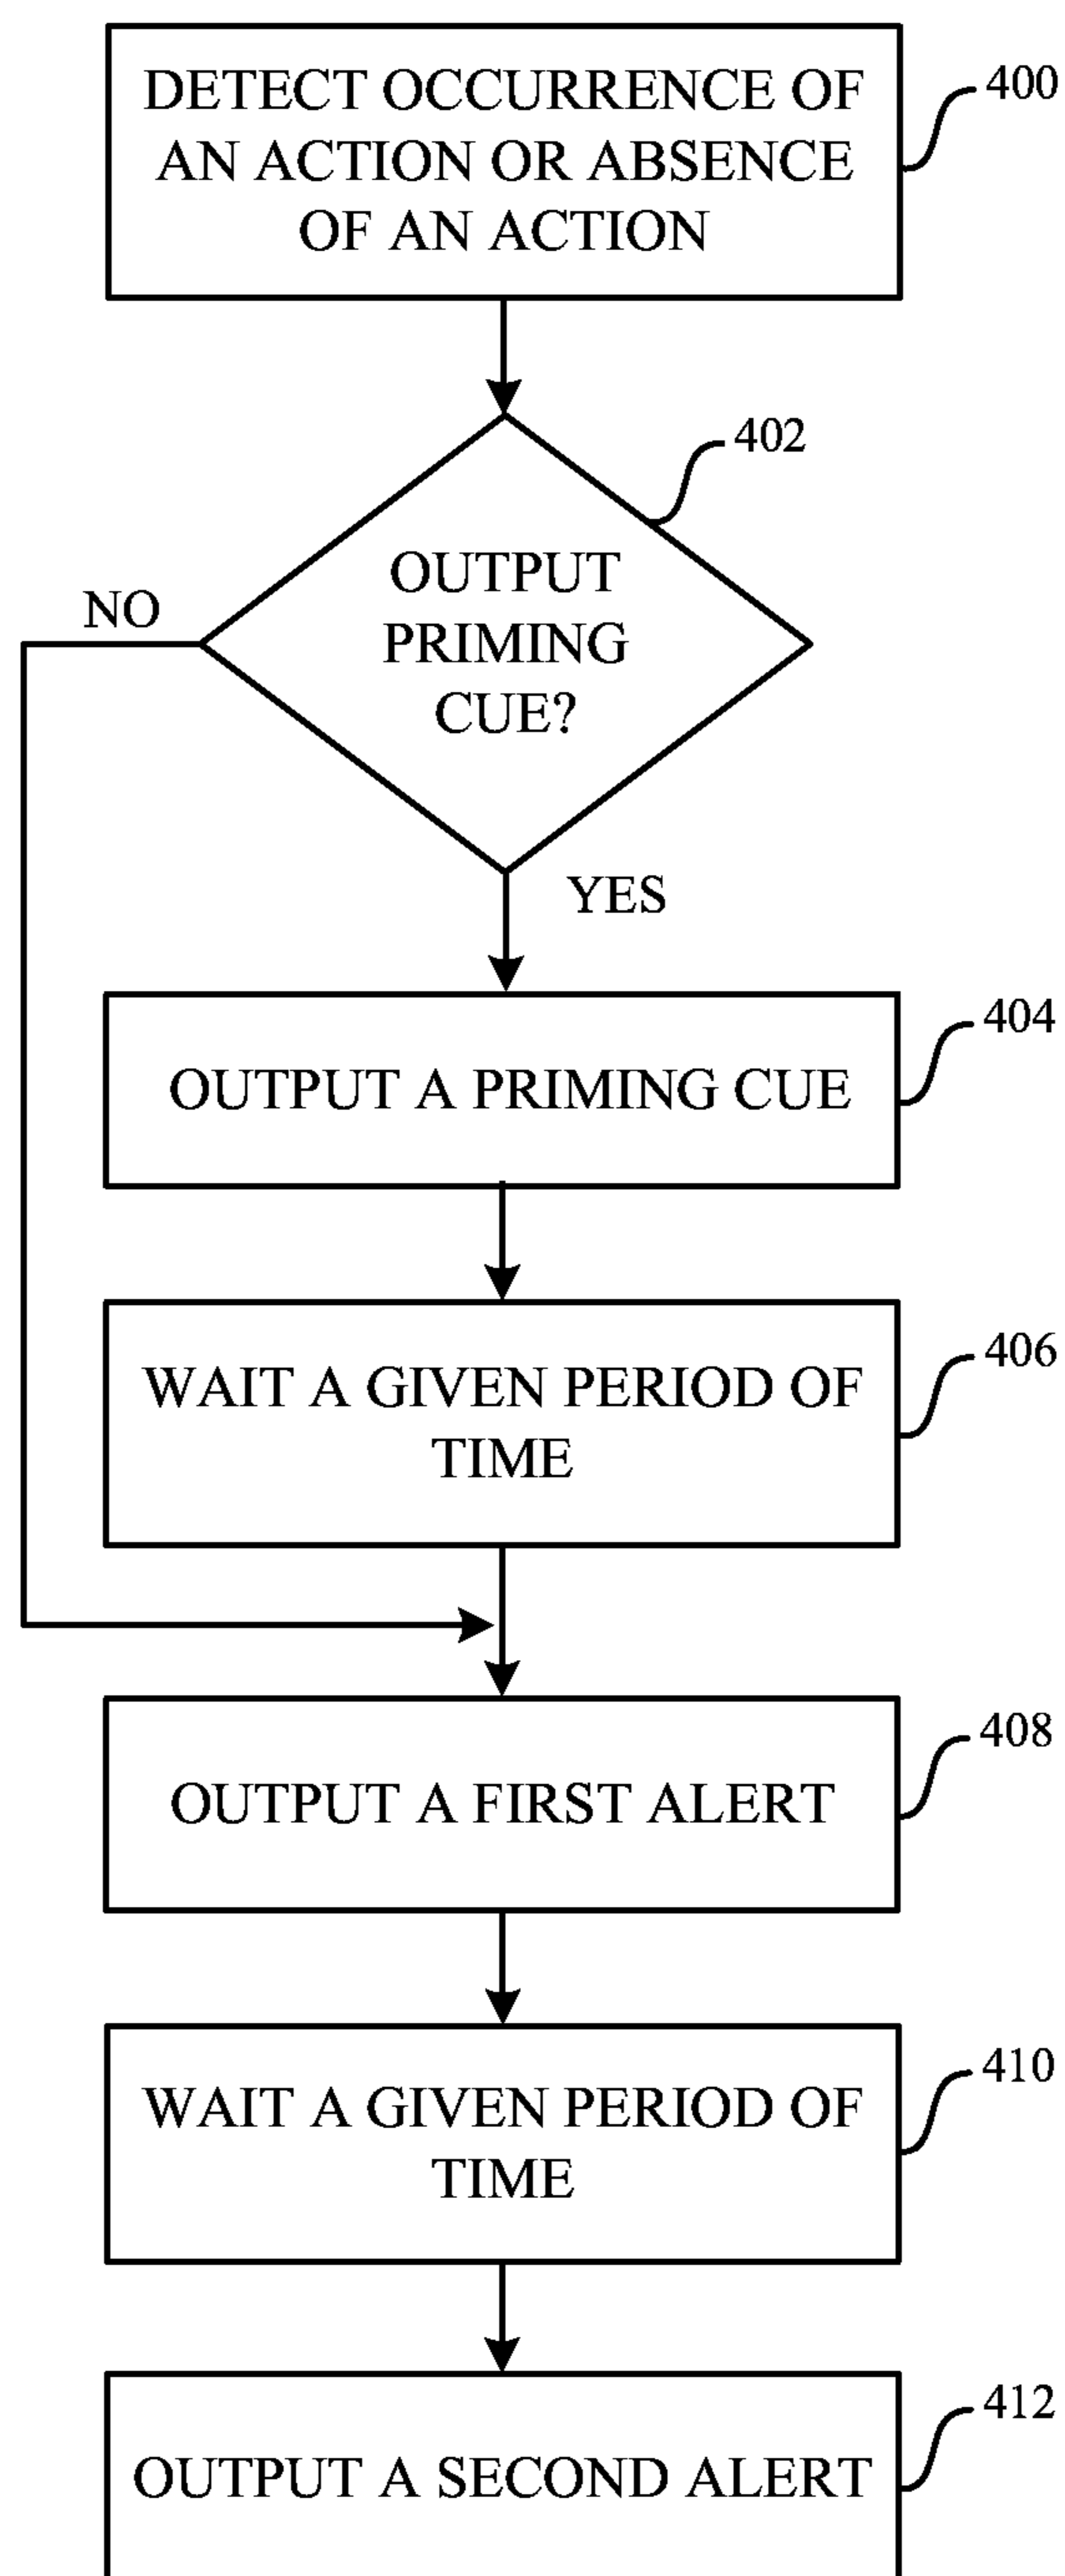 DETECT OCCURRENCE OF
AN ACTION OR ABSENCE
OF AN ACTION
400
402
OUTPUT
PRIMING
CUE?
NO
YES
OUTPUT A PRIMING CUE
404
WAIT A GIVEN PERIOD OF
TIME
406
OUTPUT A FIRST ALERT
408
WAIT A GIVEN PERIOD OF
TIME
410
OUTPUT A SECOND ALERT
412